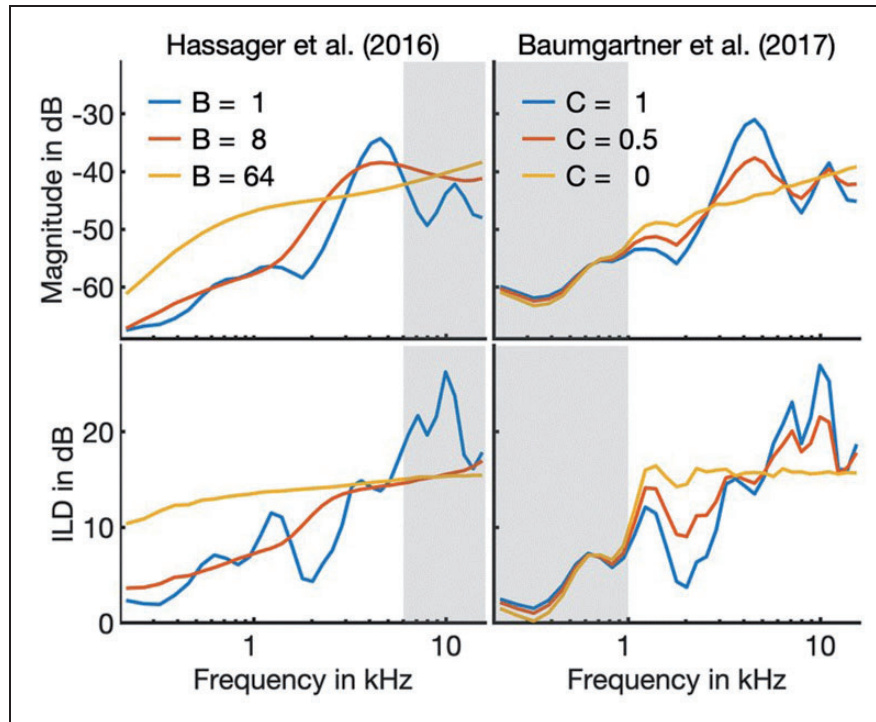 Hassager et al. (2016)
Baumgartner et al. (2017)
Magnitude in dB
-30
-40
-50
-60
B = 1
B = 8
B = 64
C = 1
C = 0.5
C = 0
ILD in dB
20
10
0
1
10
1
10
Frequency in kHz
Frequency in kHz